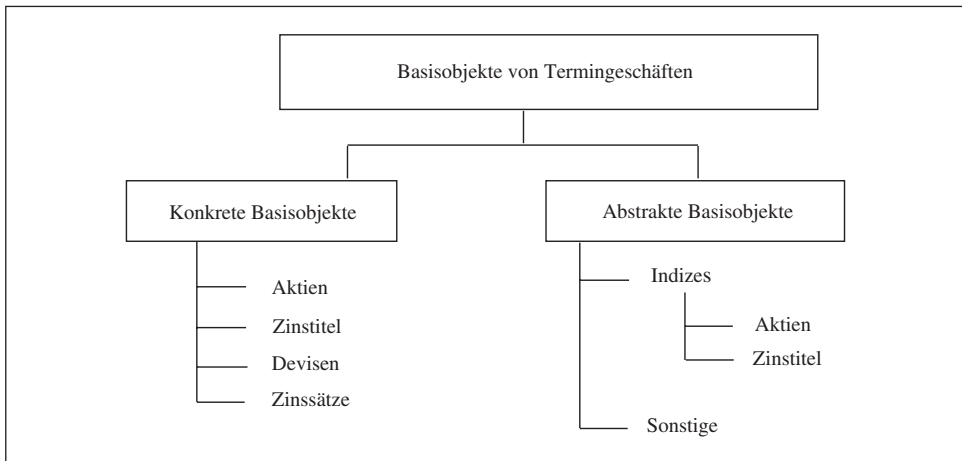 Basisobjekte von Termingeschäften
Konkrete Basisobjekte
Aktien
Zinstitel
Devisen
Zinssätze
Abstrakte Basisobjekte
Indizes
Aktien
Zinstitel
Sonstige